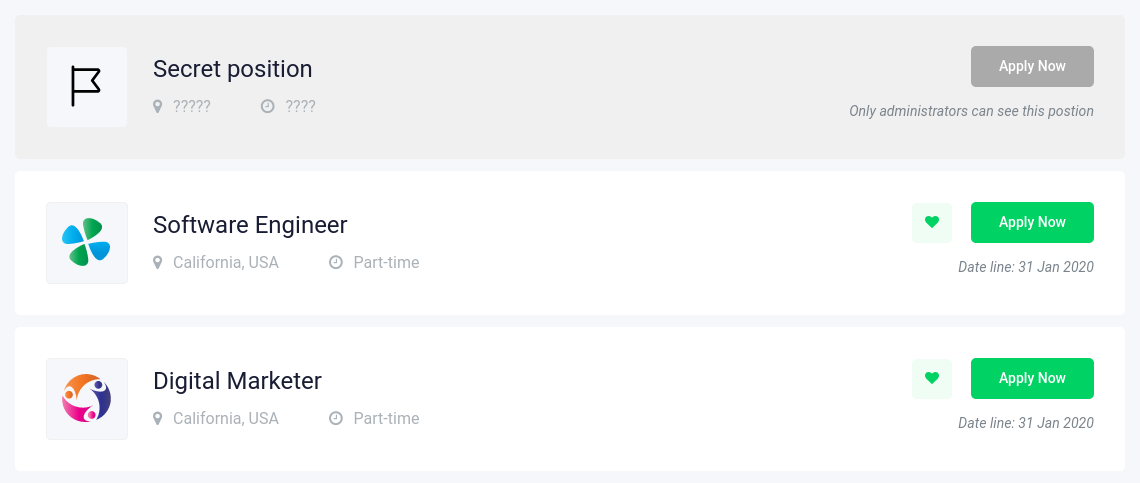 Secret position
Apply Now
?????
????
Only administrators can see this postion
Software Engineer
Apply Now
California, USA
Part-time
Date line: 31 Jan 2020
Digital Marketer
Apply Now
California, USA
Part-time
Date line: 31 Jan 2020